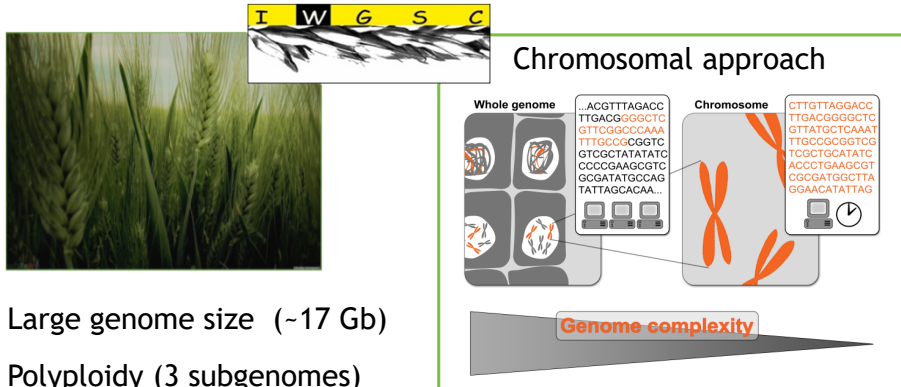 I W G S C
Chromosomal approach
Whole genome
...ACGTTTAGACC
TTGACGGGGCTC
GTTCGGCCCAAA
TTTGCCGCGGTC
GTCGCTATATATC
CCCCGAAGCGTC
GCGATATGCCAG
TATTAGCACAA...
Chromosome
CTTGTTAGGACC
TTGACGGGGCTC
GTTATGCTCAAAT
TTGCCGCGGTCG
TCGCTGCATATC
ACCCTGAAGCGT
CGCGATGGCTTA
GGAACATATTAG
Large genome size (~17 Gb)
Genome complexity
Polyploidy (3 subgenomes)